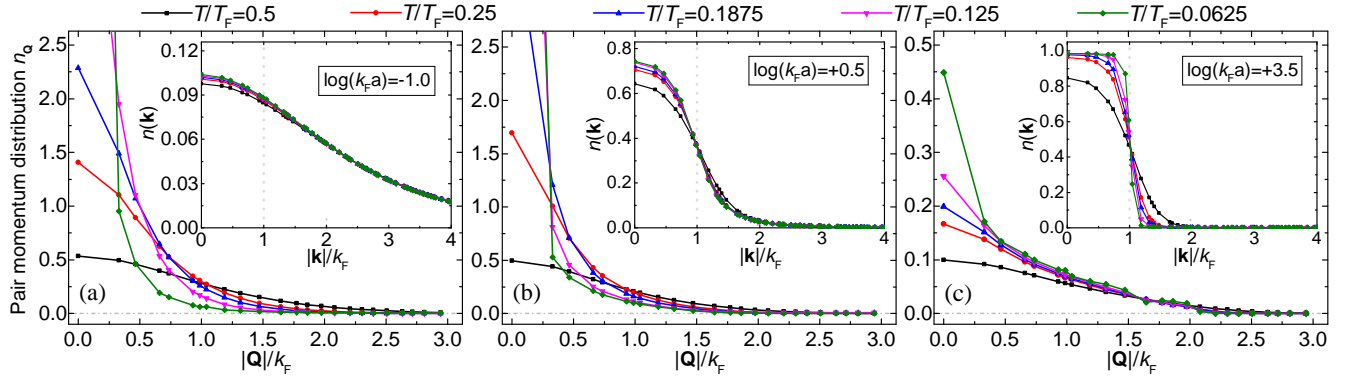 T/T_F=0.5 T/T_F=0.25 T/T_F=0.1875 T/T_F=0.125 T/T_F=0.0625
Pair momentum distribution n_Q
2.5
2.0
1.5
1.0
0.5
0.0
0.0 0.5 1.0 1.5 2.0 2.5 3.0
|Q|/k_F
(a)
n(k)
0.12
0.09
0.06
0.03
0.00
0 1 2 3 4
|k|/k_F
log(k_Fa)=-1.0
2.5
2.0
1.5
1.0
0.5
0.0
0.0 0.5 1.0 1.5 2.0 2.5 3.0
|Q|/k_F
(b)
n(k)
0.8
0.6
0.4
0.2
0.0
0 1 2 3 4
|k|/k_F
log(k_Fa)=+0.5
0.5
0.4
0.3
0.2
0.1
0.0
0.0 0.5 1.0 1.5 2.0 2.5 3.0
|Q|/k_F
(c)
n(k)
1.0
0.8
0.6
0.4
0.2
0.0
0 1 2 3 4
|k|/k_F
log(k_Fa)=+3.5